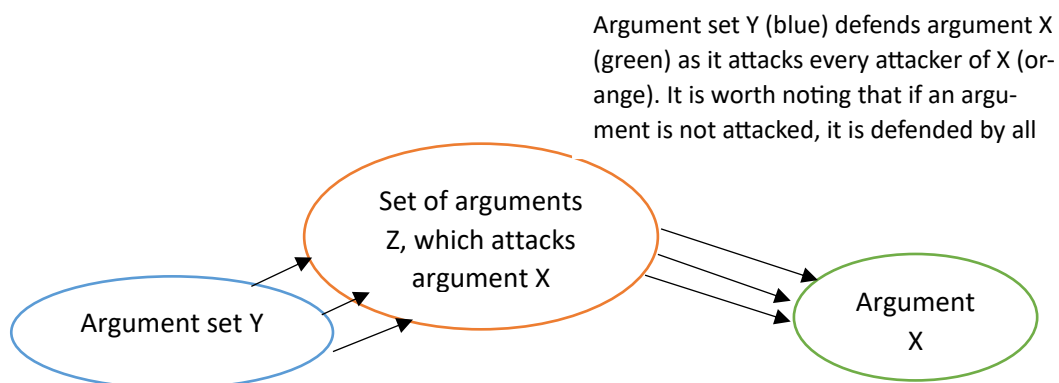 Argument set Y (blue) defends argument X
(green) as it attacks every attacker of X (or-
ange). It is worth noting that if an argu-
ment is not attacked, it is defended by all
Set of arguments
Z, which attacks
argument X
Argument set Y
Argument
X